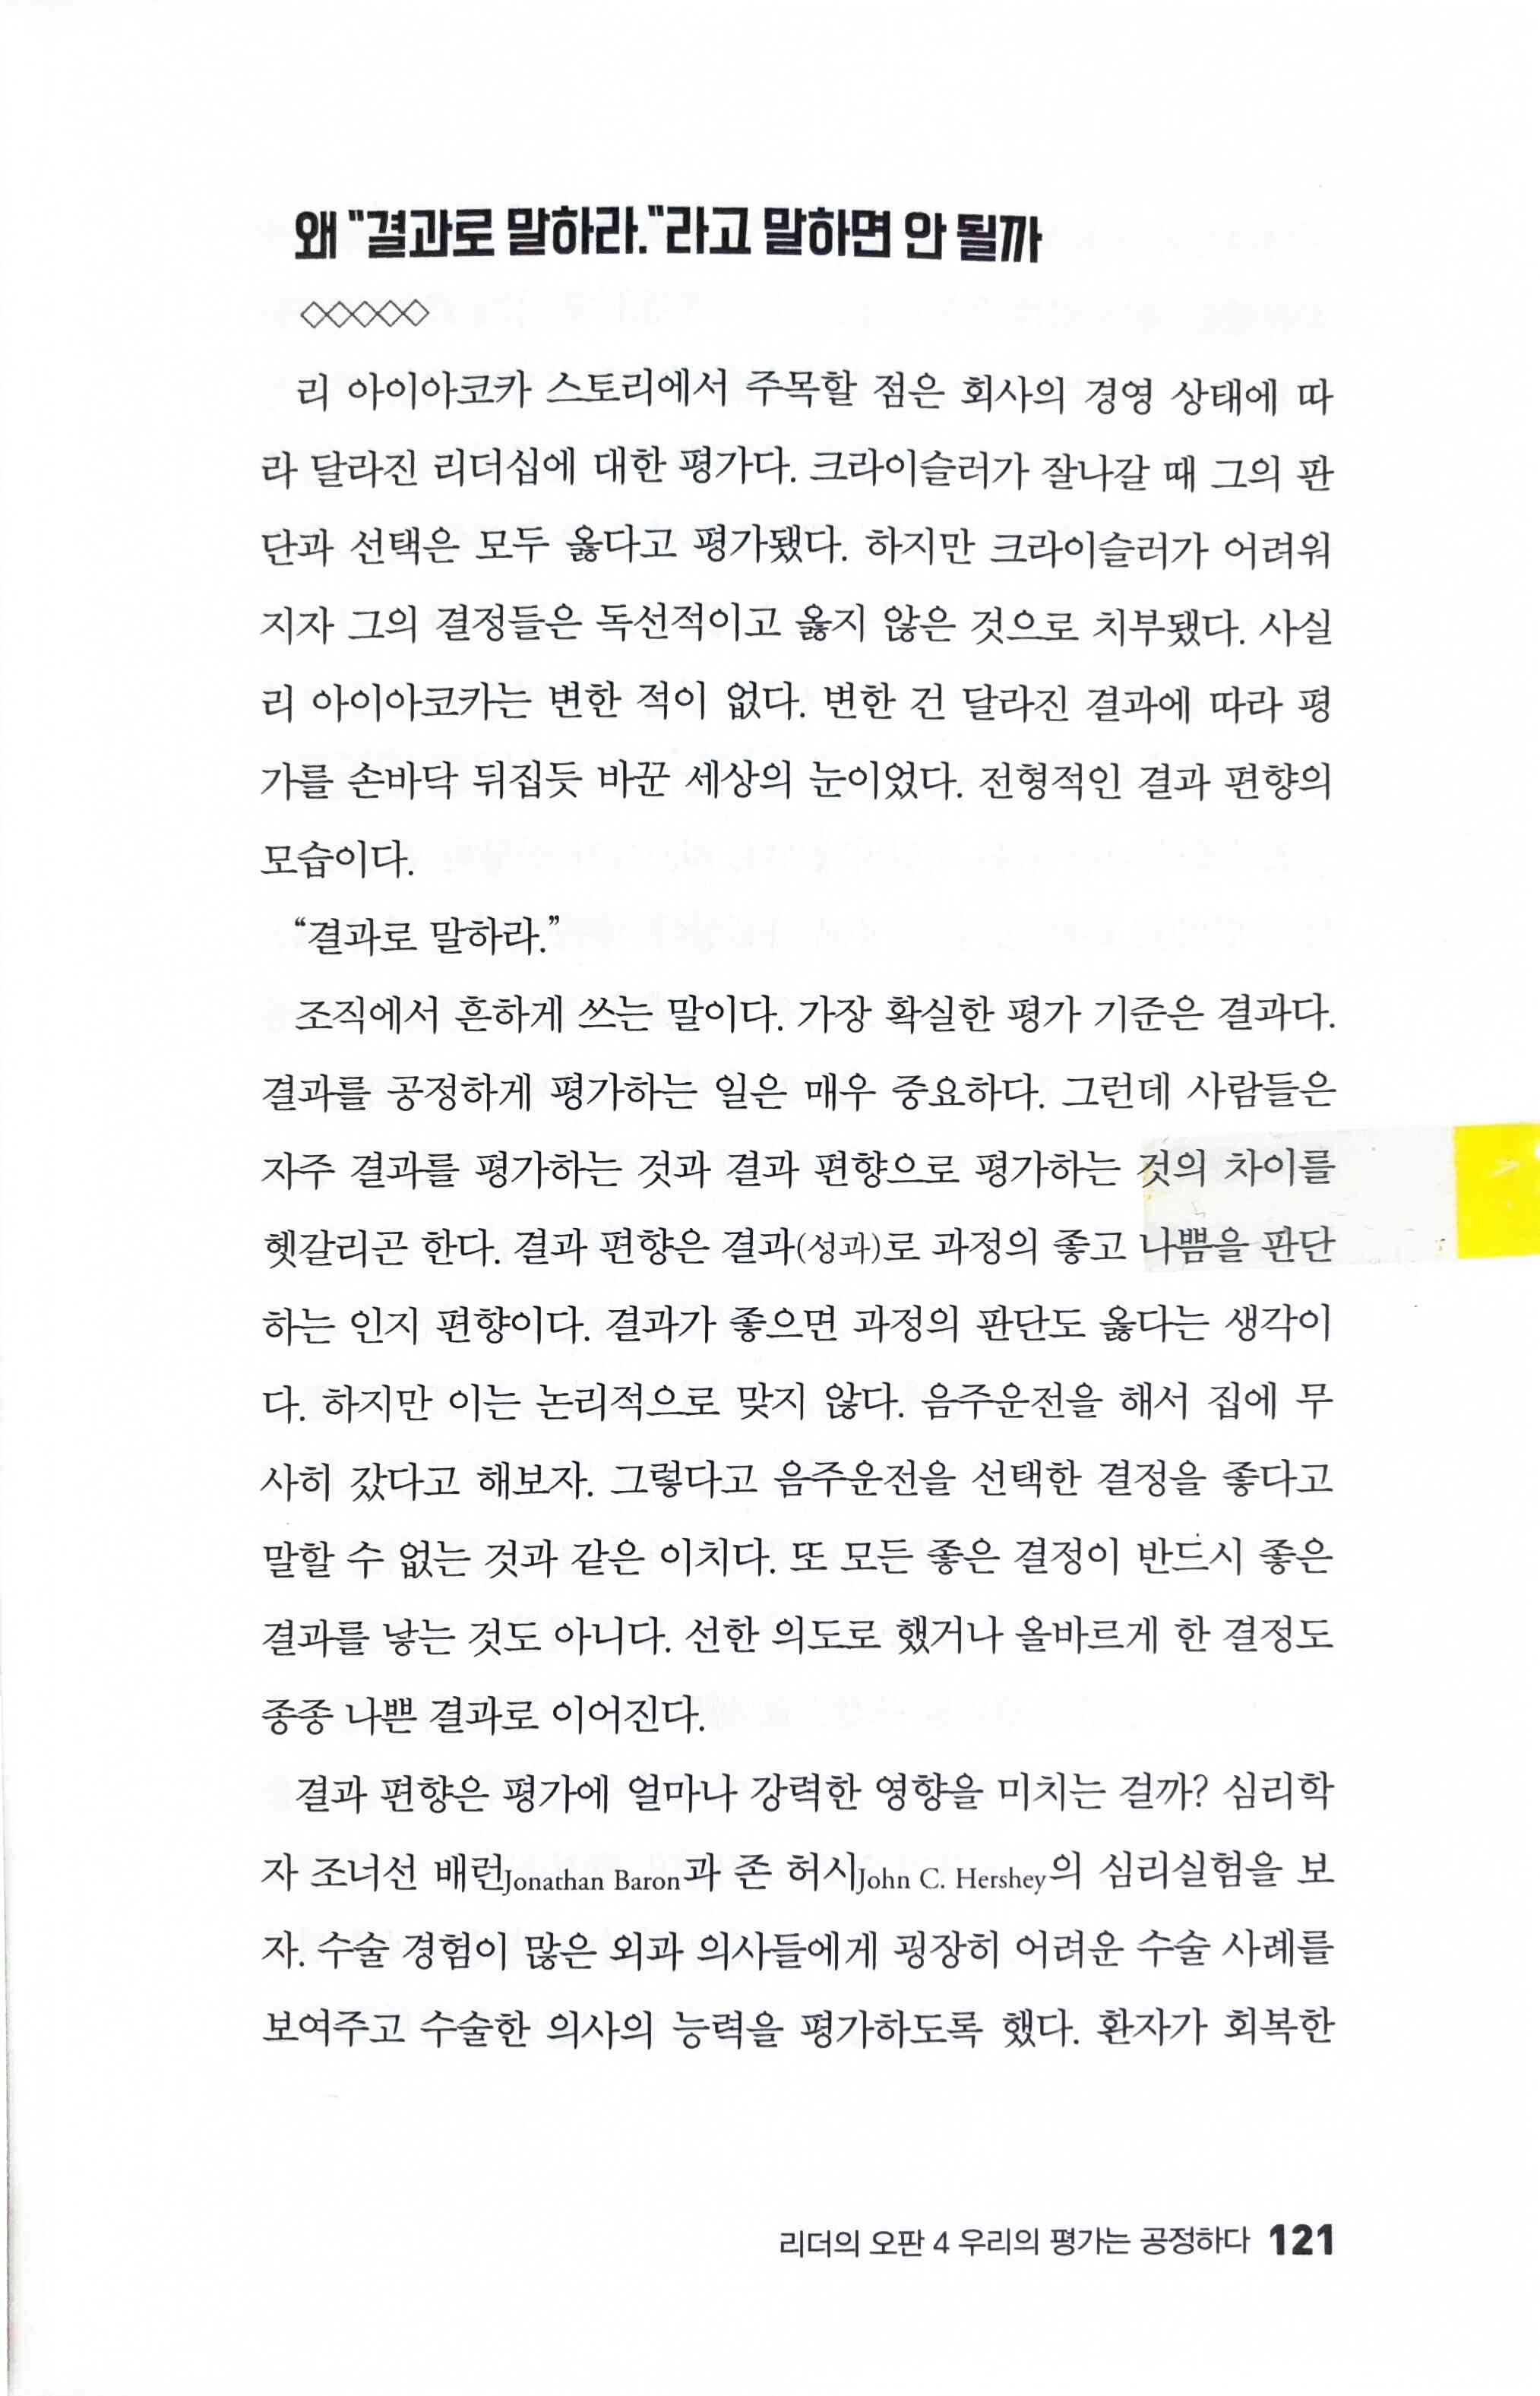 왜 "결과로 말하라."라고 말하면 안 될까
리 아이아코카 스토리에서 주목할 점은 회사의 경영 상태에 따
라 달라진 리더십에 대한 평가다. 크라이슬러가 잘나갈 때 그의 판
단과 선택은 모두 옳다고 평가됐다. 하지만 크라이슬러가 어려워
지자 그의 결정들은 독선적이고 옳지 않은 것으로 치부됐다. 사실
리 아이아코카는 변한 적이 없다. 변한 건 달라진 결과에 따라 평
가를 손바닥 뒤집듯 바꾼 세상의 눈이었다. 전형적인 결과 편향의
모습이다.
“결과로 말하라.”
조직에서 흔하게 쓰는 말이다. 가장 확실한 평가 기준은 결과다.
결과를 공정하게 평가하는 일은 매우 중요하다. 그런데 사람들은
자주 결과를 평가하는 것과 결과 편향으로 평가하는 것의 차이를
헷갈리곤 한다. 결과 편향은 결과(성과)로 과정의 좋고 나쁨을 판단
하는 인지 편향이다. 결과가 좋으면 과정의 판단도 옳다는 생각이
다. 하지만 이는 논리적으로 맞지 않다. 음주운전을 해서 집에 무
사히 갔다고 해보자. 그렇다고 음주운전을 선택한 결정을 좋다고
말할 수 없는 것과 같은 이치다. 또 모든 좋은 결정이 반드시 좋은
결과를 낳는 것도 아니다. 선한 의도로 했거나 올바르게 한 결정도
종종 나쁜 결과로 이어진다.
결과 편향은 평가에 얼마나 강력한 영향을 미치는 걸까? 심리학
자 조너선 배런Jonathan Baron과 존 허시John C. Hershey의 심리실험을 보
자. 수술 경험이 많은 외과 의사들에게 굉장히 어려운 수술 사례를
보여주고 수술한 의사의 능력을 평가하도록 했다. 환자가 회복한
리더의 오판 4 우리의 평가는 공정하다 121